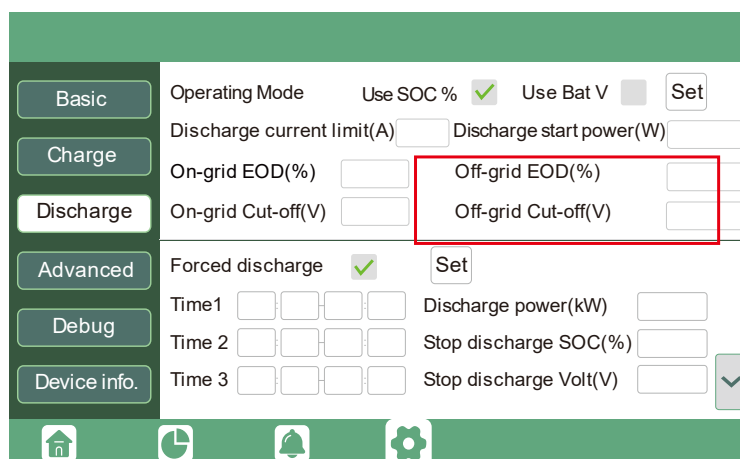 Basic
Charge
Discharge
Advanced
Debug
Device info.
Operating Mode Use SOC % Use Bat V Set
Discharge current limit(A) Discharge start power(W)
On-grid EOD(%) Off-grid EOD(%)
On-grid Cut-off(V) Off-grid Cut-off(V)
Forced discharge Set
Time1 : - : Discharge power(kW)
Time 2 : - : Stop discharge SOC(%)
Time 3 : - : Stop discharge Volt(V)